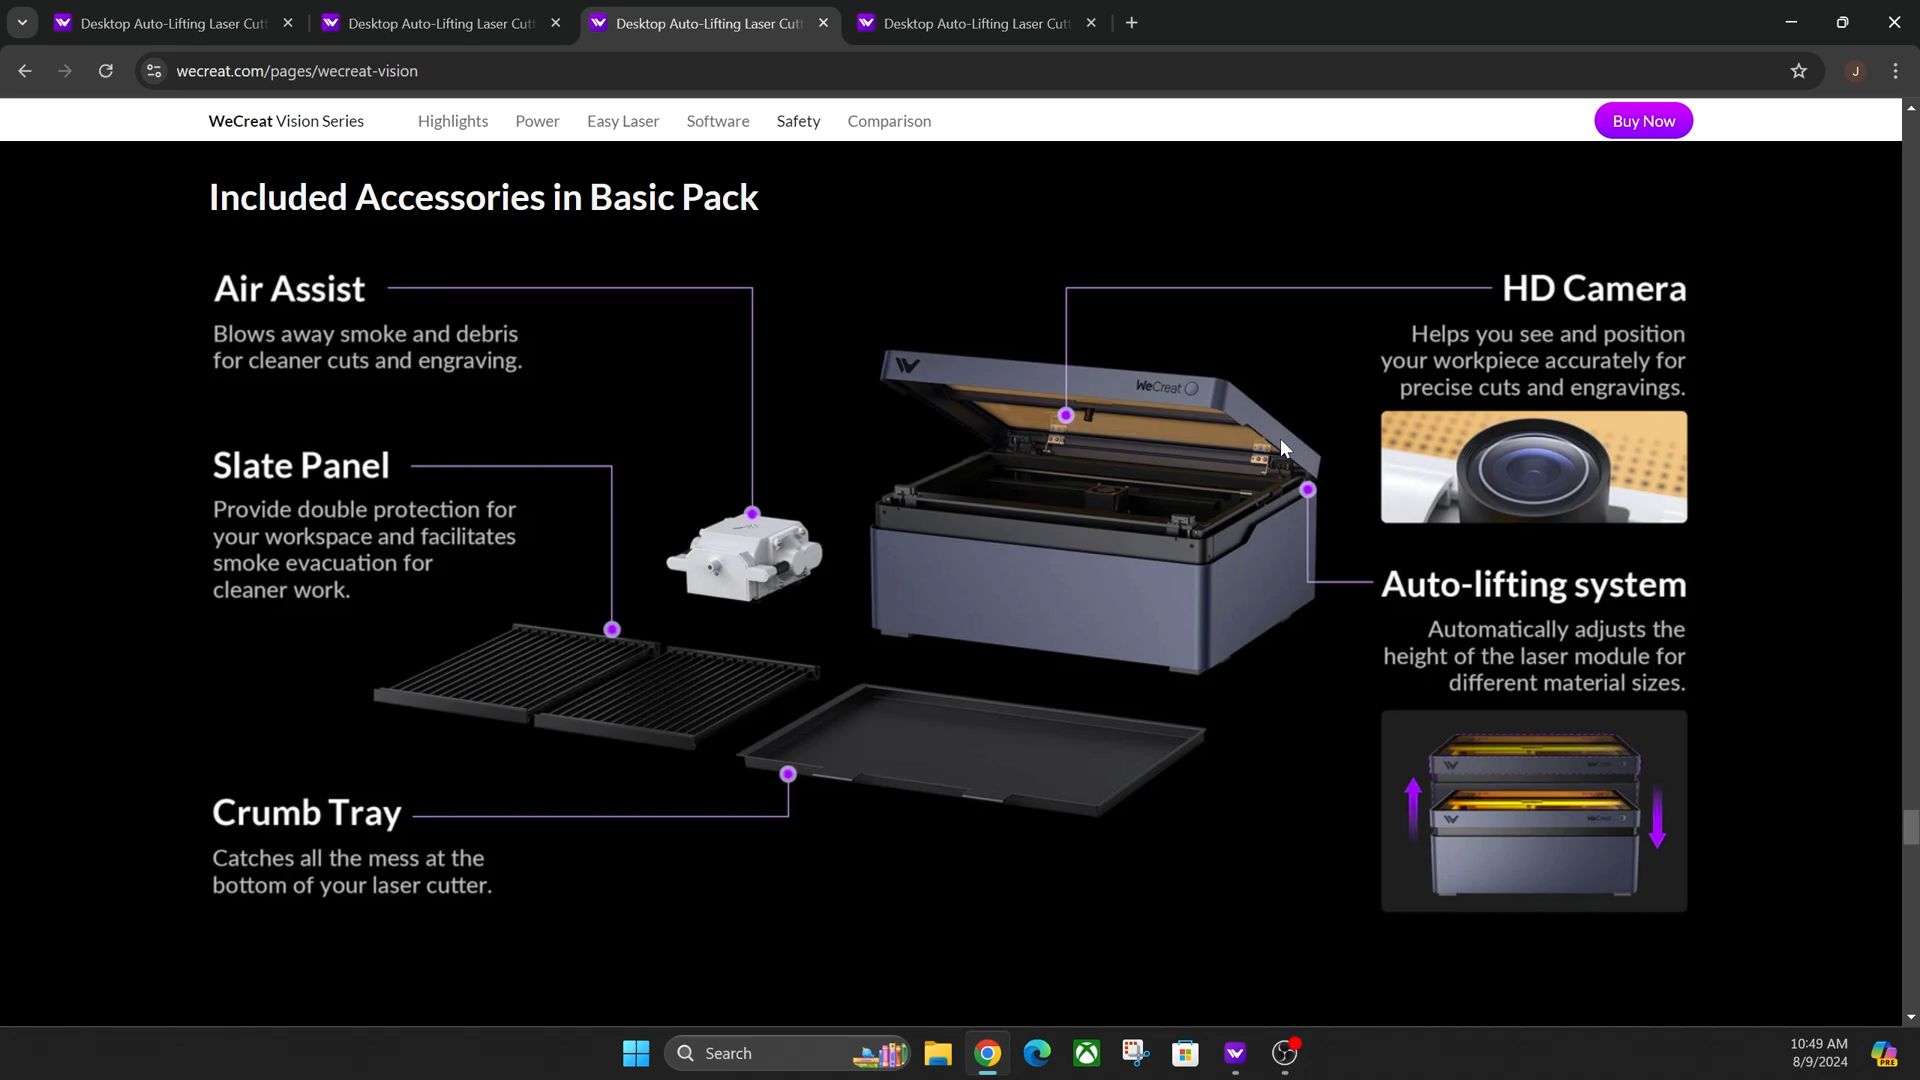 Desktop Auto-Lifting Laser Cutt
Desktop Auto-Lifting Laser Cutt
Desktop Auto-Lifting Laser Cutt
Desktop Auto-Lifting Laser Cutt
wecreat.com/pages/wecreat-vision
J
WeCreat Vision Series
Highlights
Power
Easy Laser
Software
Safety
Comparison
Buy Now
Included Accessories in Basic Pack
Air Assist
Blows away smoke and debris
for cleaner cuts and engraving.
Slate Panel
Provide double protection for
your workspace and facilitates
smoke evacuation for
cleaner work.
Crumb Tray
Catches all the mess at the
bottom of your laser cutter.
WeCreat
HD Camera
Helps you see and position
your workpiece accurately for
precise cuts and engravings.
Auto-lifting system
Automatically adjusts the
height of the laser module for
different material sizes.
Search
10:49 AM
8/9/2024
PRE